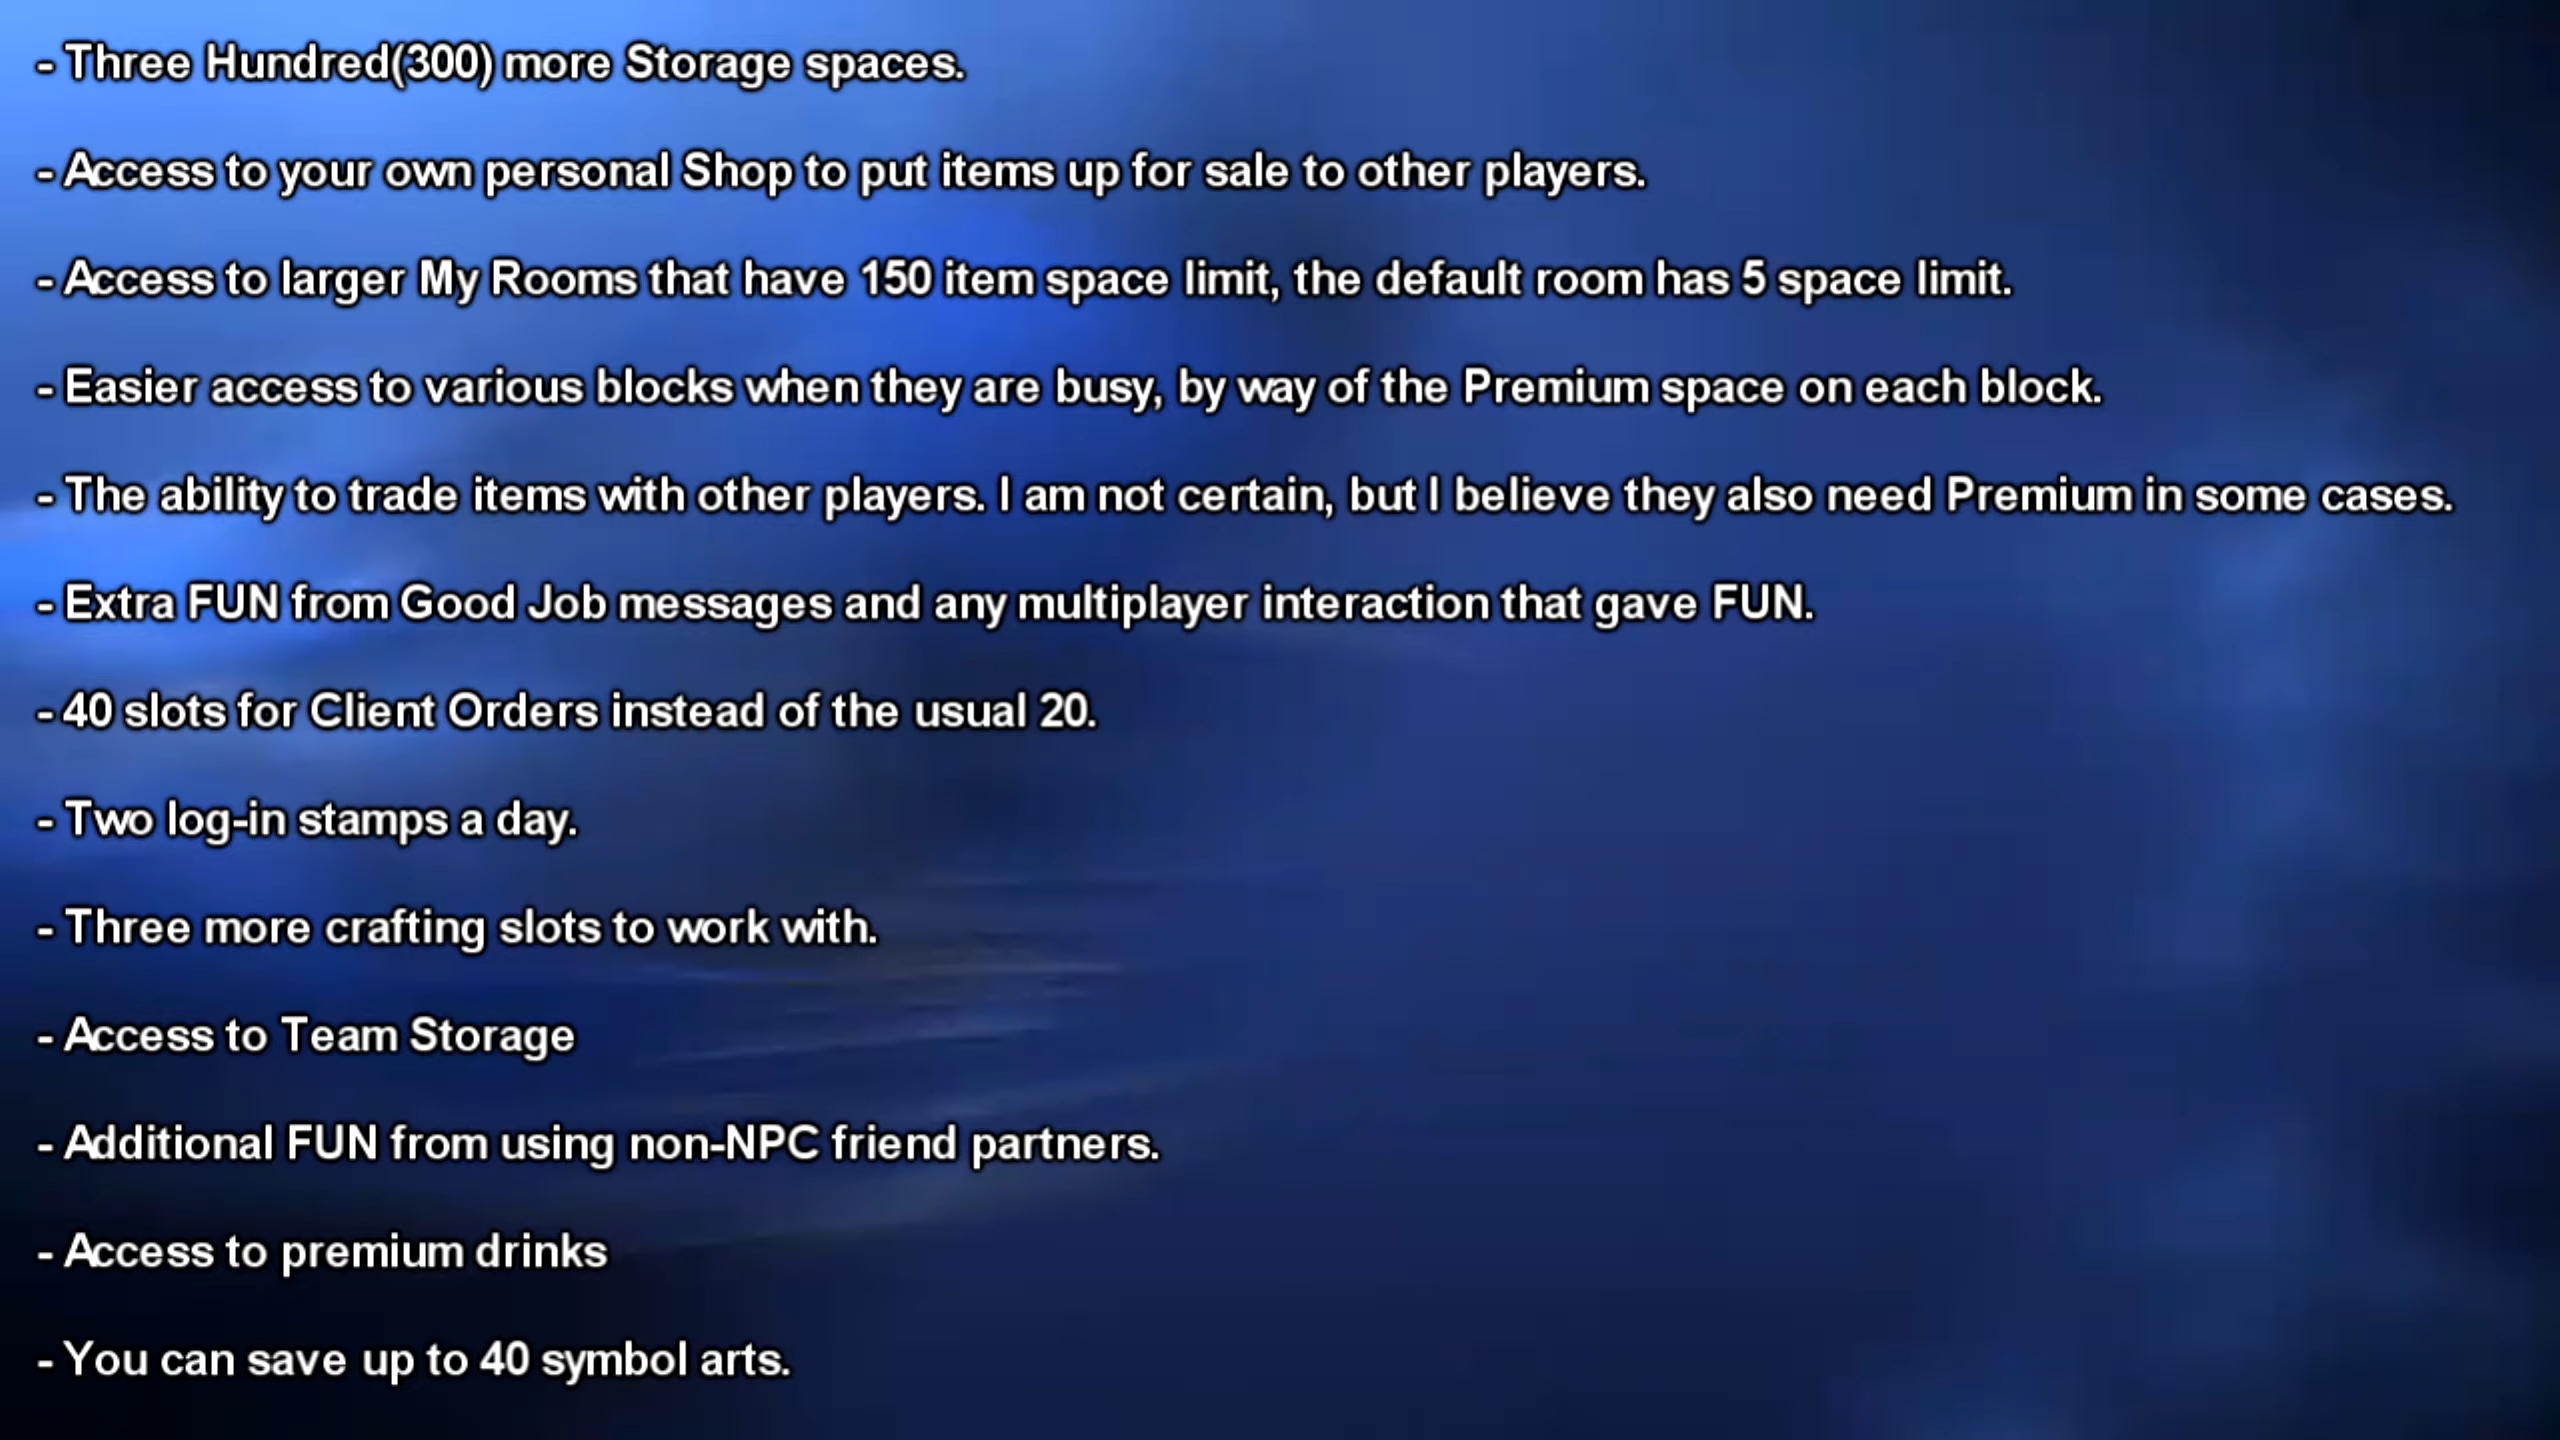 - Three Hundred(300) more Storage spaces.
- Access to your own personal Shop to put items up for sale to other players.
- Access to larger My Rooms that have 150 item space limit, the default room has 5 space limit.
- Easier access to various blocks when they are busy, by way of the Premium space on each block.
- The ability to trade items with other players. I am not certain, but I believe they also need Premium in some cases.
- Extra FUN from Good Job messages and any multiplayer interaction that gave FUN.
- 40 slots for Client Orders instead of the usual 20.
- Two log-in stamps a day.
- Three more crafting slots to work with.
- Access to Team Storage
- Additional FUN from using non-NPC friend partners.
- Access to premium drinks
- You can save up to 40 symbol arts.